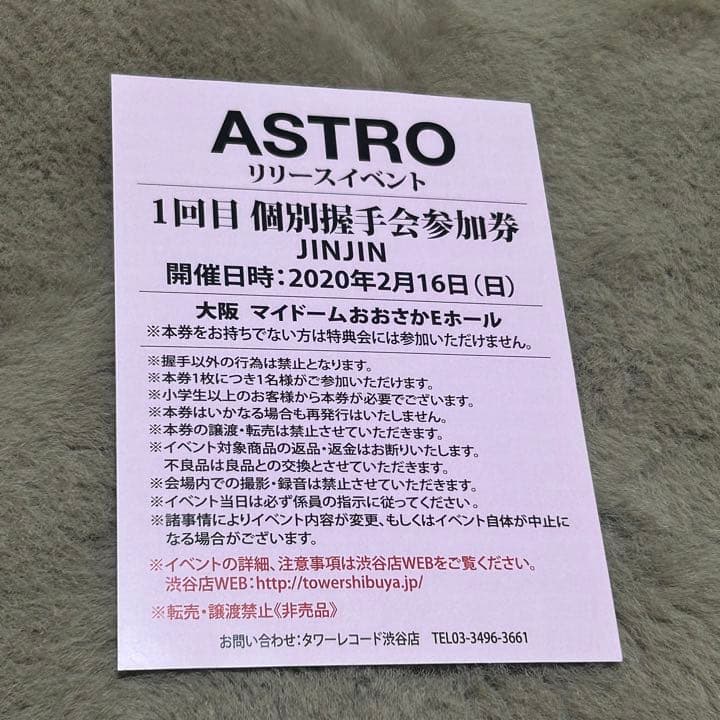 ASTRO
リリースイベント
1回目 個別握手会参加券
JINJIN
開催日時：2020年2月16日（日）
大阪 マイドームおおさかEホール
※本券をお持ちでない方は特典会には参加いただけません。
※握手以外の行為は禁止となります。
※本券1枚につき1名様がご参加いただけます。
※小学生以上のお客様から本券が必要でございます。
※本券はいかなる場合も再発行はいたしません。
※本券の譲渡・転売は禁止させていただきます。
※イベント対象商品の返品・返金はお断りいたします。
不良品は良品との交換とさせていただきます。
※会場内での撮影・録音は禁止させていただきます。
※イベント当日は必ず係員の指示に従ってください。
※諸事情によりイベント内容が変更、もしくはイベント自体が中止に
なる場合がございます。
※イベントの詳細、注意事項は渋谷店WEBをご覧ください。
渋谷店WEB：http://towershibuya.jp/
※転売・譲渡禁止《非売品》
お問い合わせ：タワーレコード渋谷店 TEL03-3496-3661